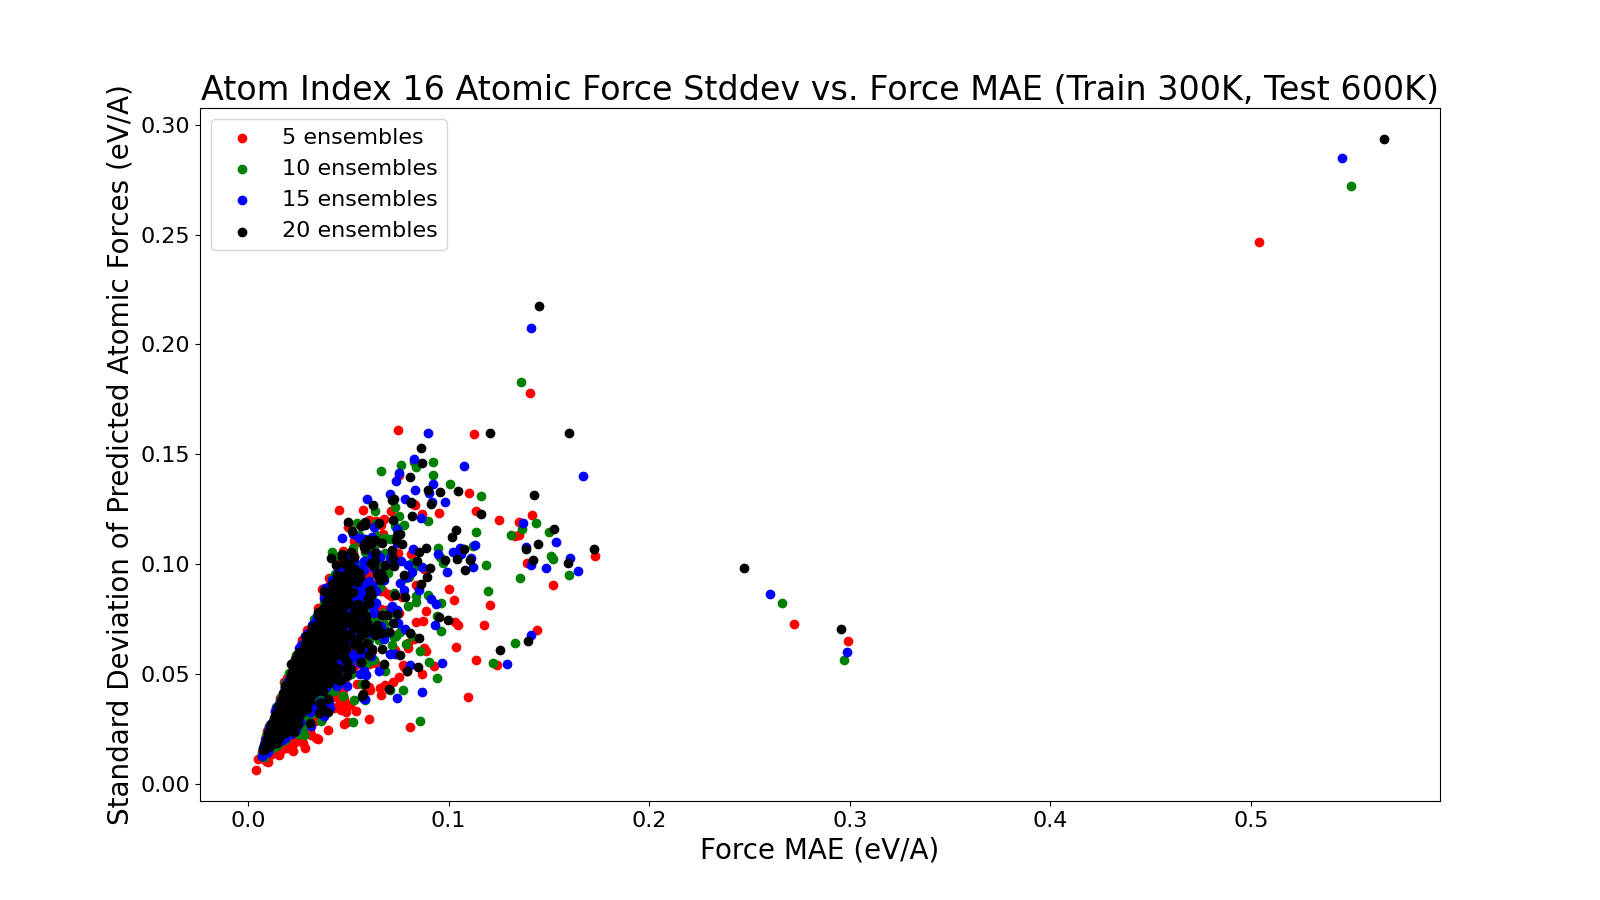 Atom Index 16 Atomic Force Stddev vs. Force MAE (Train 300K, Test 600K)
5 ensembles
10 ensembles
15 ensembles
20 ensembles
Standard Deviation of Predicted Atomic Forces (eV/A)
0.30
0.25
0.20
0.15
0.10
0.05
0.00
0.0 0.1 0.2 0.3 0.4 0.5
Force MAE (eV/A)